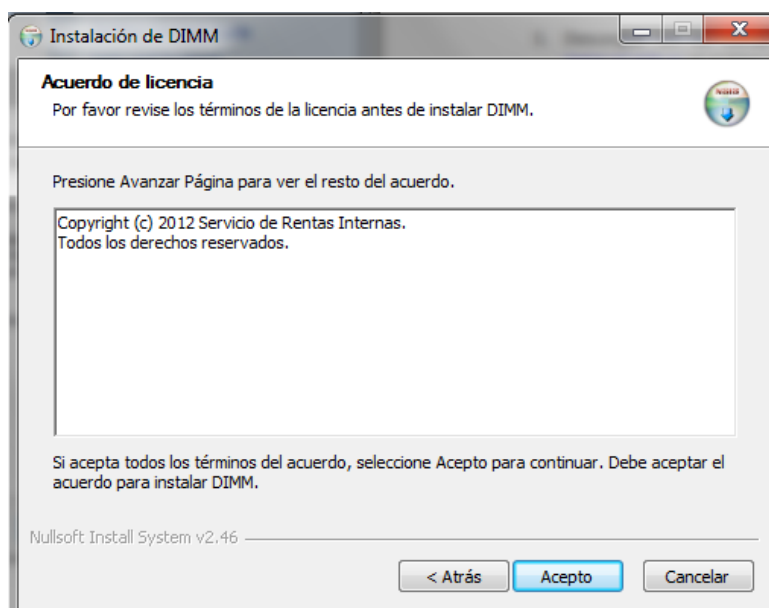 Instalación de DIMM
Acuerdo de licencia
Por favor revise los términos de la licencia antes de instalar DIMM.
Presione Avanzar Página para ver el resto del acuerdo.
Copyright (c) 2012 Servicio de Rentas Internas.
Todos los derechos reservados.
Si acepta todos los términos del acuerdo, seleccione Acepto para continuar. Debe aceptar el
acuerdo para instalar DIMM.
Nullsoft Install System v2.46
< Atrás
Acepto
Cancelar